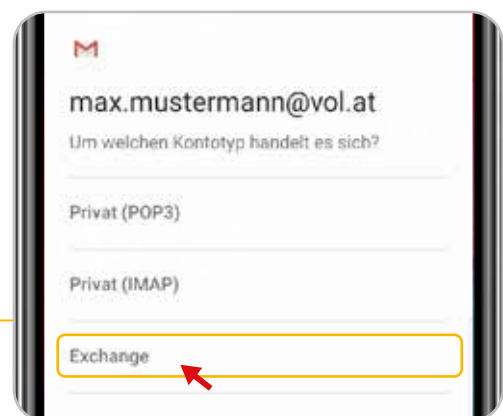 max.mustermann@vol.at
Um welchen Kontotyp handelt es sich?
Privat (POP3)
Privat (IMAP)
Exchange